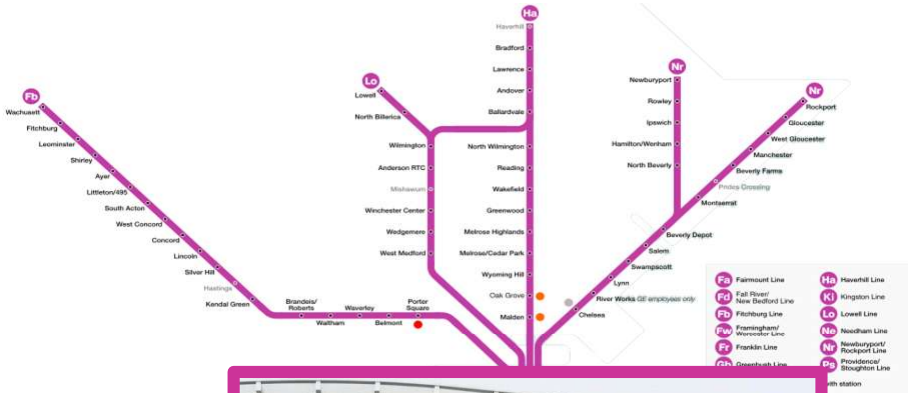 Ha
Haverhill
Bradford
Lawrence
Andover
Ballardvale
North Wilmington
Reading
Wakefield
Greenwood
Melrose Highlands
Melrose/Cedar Park
Wyoming Hill
Oak Grove
Malden
Lo
Lowell
North Billerica
Wilmington
Anderson RTC
Mishawum
Winchester Center
Wedgemere
West Medford
Fb
Wachusett
Fitchburg
Leominster
Shirley
Ayer
Littleton/495
South Acton
West Concord
Concord
Lincoln
Silver Hill
Hastings
Kendal Green
Brandeis/
Roberts
Waltham
Waverley
Belmont
Porter
Square
Nr
Newburyport
Rowley
Ipswich
Hamilton/Wenham
North Beverly
Nr
Rockport
Gloucester
West Gloucester
Manchester
Beverly Farms
Prides Crossing
Montserrat
Beverly Depot
Salem
Swampscott
Lynn
River Works GE employees only
Chelsea
Fa Fairmount Line
Fd Fall River/
New Bedford Line
Fb Fitchburg Line
Fw Framingham/
Worcester Line
Fr Franklin Line
Gb Greenbush Line
Ha Haverhill Line
Ki Kingston Line
Lo Lowell Line
Ne Needham Line
Nr Newburyport/
Rockport Line
Ps Providence/
Stoughton Line
with station